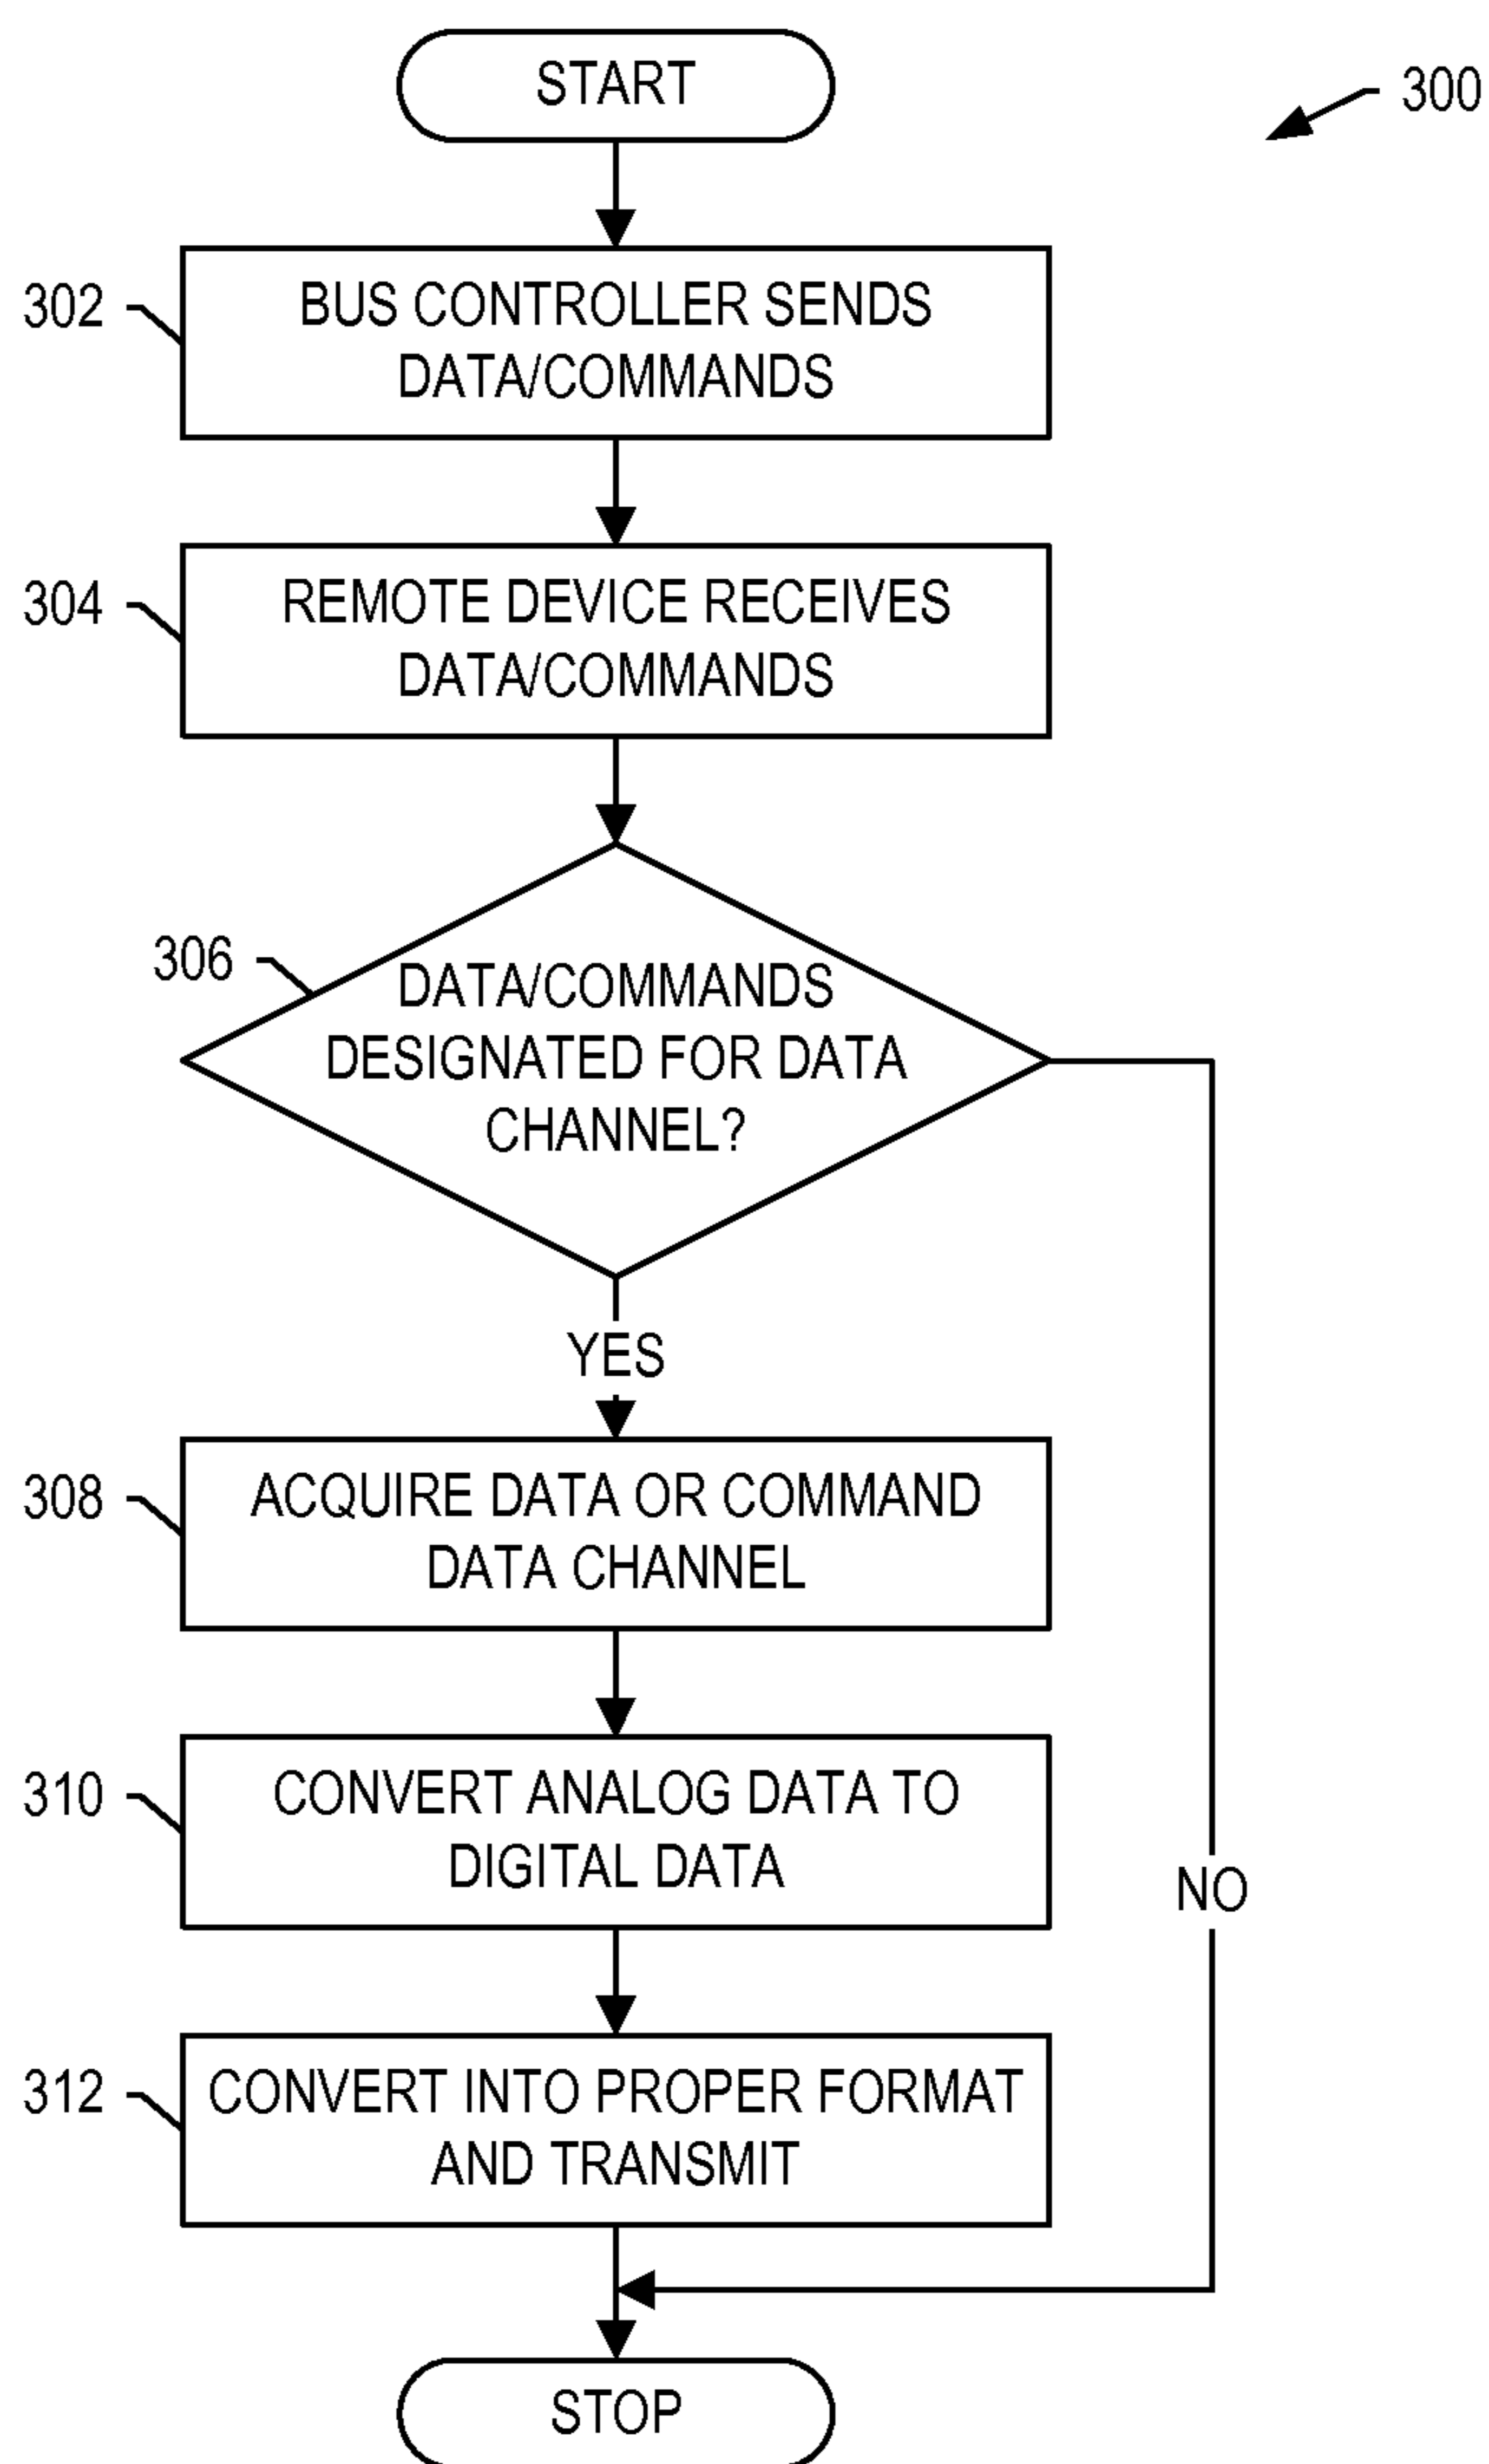 START
300
302
BUS CONTROLLER SENDS
DATA/COMMANDS
304
REMOTE DEVICE RECEIVES
DATA/COMMANDS
306
DATA/COMMANDS
DESIGNATED FOR DATA
CHANNEL?
YES
308
ACQUIRE DATA OR COMMAND
DATA CHANNEL
310
CONVERT ANALOG DATA TO
DIGITAL DATA
NO
312
CONVERT INTO PROPER FORMAT
AND TRANSMIT
STOP